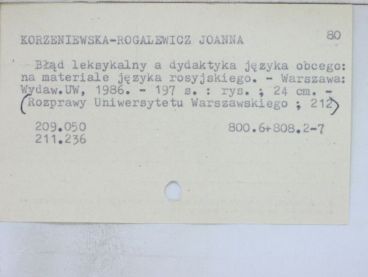 80
KORZENIEWSKA-ROGALEWICZ JOANNA
Błąd leksykalny a dydaktyka języka obcego:
na materiale języka rosyjskiego. - Warszawa:
Wydaw.UW, 1986. - 197 s. : rys. ; 24 cm. -
(Rozprawy Uniwersytetu Warszawskiego ; 212)
209.050 800.6+808.2-7
211.236